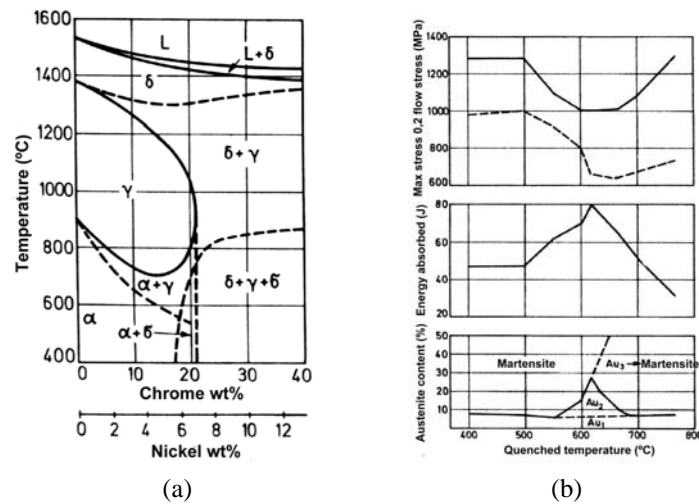 1600
1400
1200
1000
800
600
400
Temperature (ºC)
L
L+δ
δ
δ+γ
γ
α+γ
δ+γ+б
α
α+б
0 10 20 30 40
Chrome wt%
0 2 4 6 8 10 12
Nickel wt%
(a)
Max stress 0,2 flow stress (MPa)
1400
1200
1000
800
600
Energy absorbed (J)
80
60
40
20
Austenite content (%)
50
40
30
20
10
Martensite
Au₃ → Martensite
Au₂
Au₁
400 500 600 700 800
Quenched temperature (ºC)
(b)